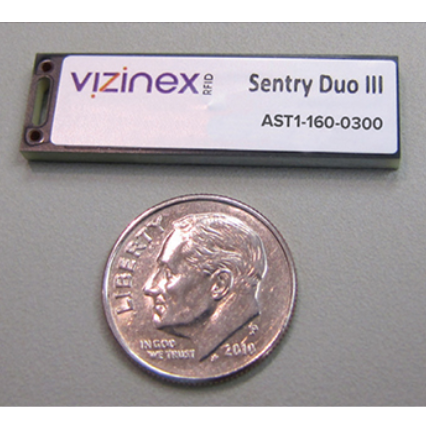 vizinex RFID
Sentry Duo III
AST1-160-0300
LIBERTY
IN GOD
WE TRUST
P
2010